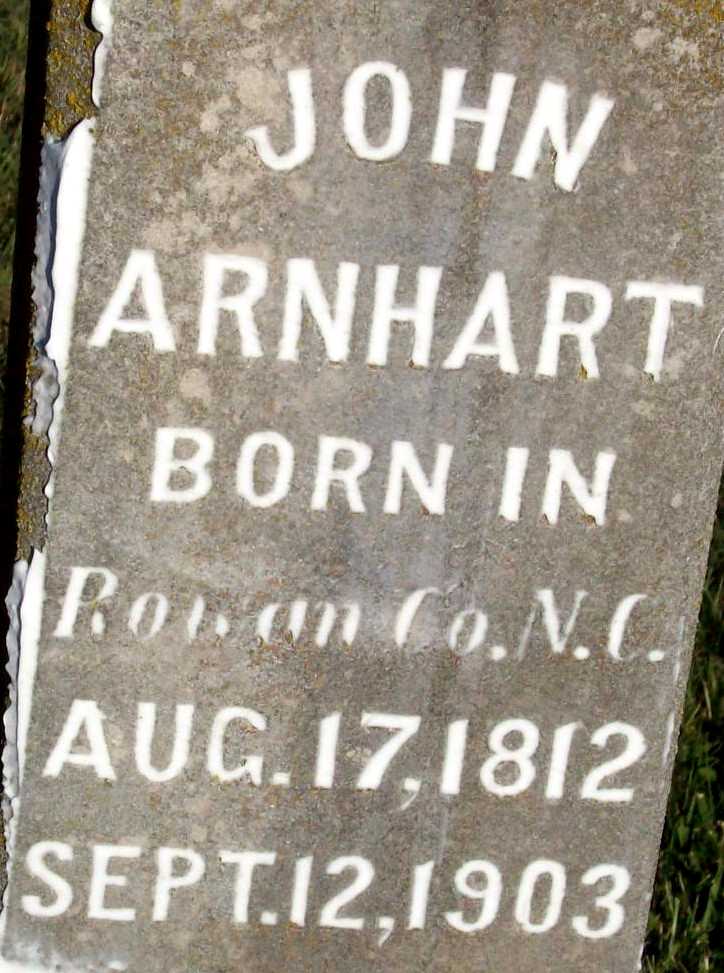 JOHN
ARNHART
BORN IN
Rowan Co. N. C.
AUG. 17, 1812
SEPT. 12, 1903